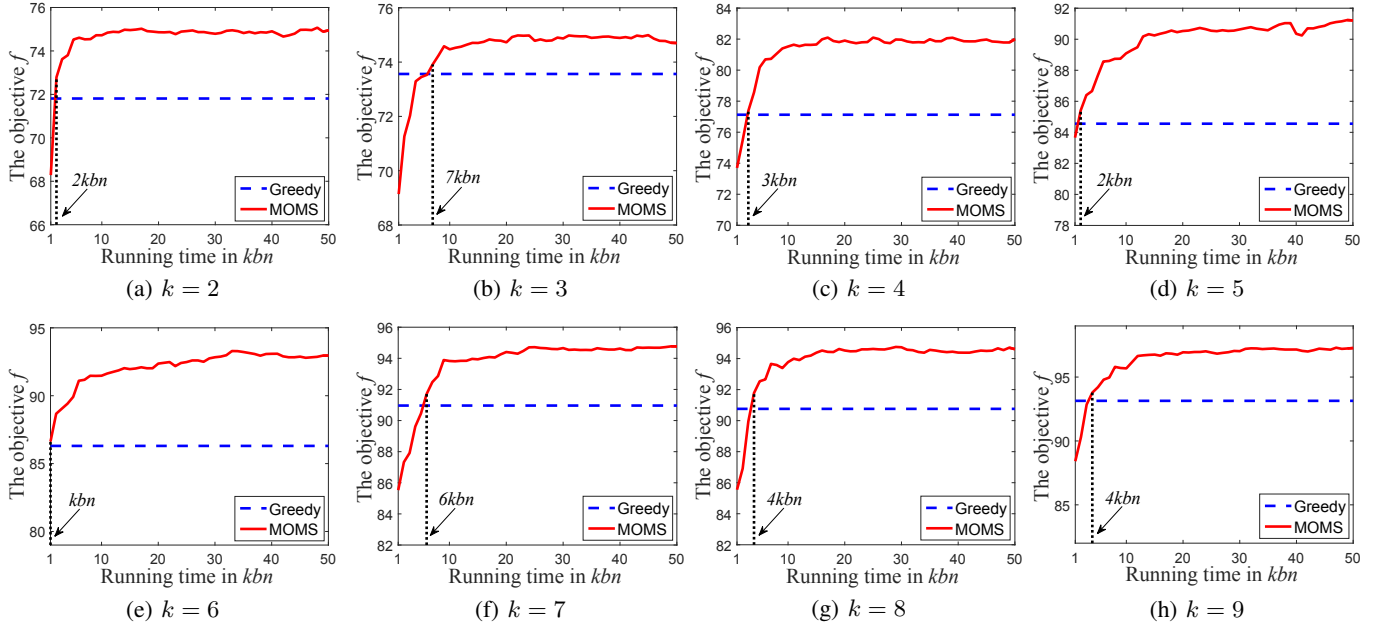 The objective f
76
74
72
70
68
66
2kbn
Greedy
MOMS
1 10 20 30 40 50
Running time in kbn
(a) k = 2
The objective f
76
74
72
70
68
7kbn
Greedy
MOMS
1 10 20 30 40 50
Running time in kbn
(b) k = 3
The objective f
84
82
80
78
76
74
72
70
3kbn
Greedy
MOMS
1 10 20 30 40 50
Running time in kbn
(c) k = 4
The objective f
92
90
88
86
84
82
80
78
2kbn
Greedy
MOMS
1 10 20 30 40 50
Running time in kbn
(d) k = 5
The objective f
95
90
85
80
kbn
Greedy
MOMS
1 10 20 30 40 50
Running time in kbn
(e) k = 6
The objective f
96
94
92
90
88
86
84
82
6kbn
Greedy
MOMS
1 10 20 30 40 50
Running time in kbn
(f) k = 7
The objective f
96
94
92
90
88
86
84
82
4kbn
Greedy
MOMS
1 10 20 30 40 50
Running time in kbn
(g) k = 8
The objective f
95
90
85
4kbn
Greedy
MOMS
1 10 20 30 40 50
Running time in kbn
(h) k = 9